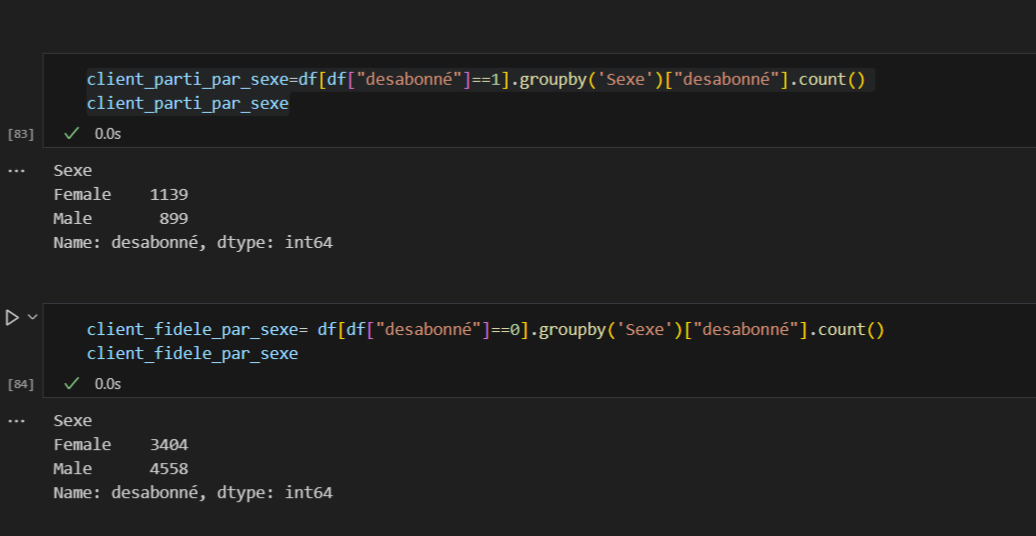 client_parti_par_sexe=df[df["desabonné"]==1].groupby('Sexe')["desabonné"].count()
client_parti_par_sexe
[83] ✓ 0.0s
... Sexe
Female 1139
Male 899
Name: desabonné, dtype: int64
client_fidele_par_sexe= df[df["desabonné"]==0].groupby('Sexe')["desabonné"].count()
client_fidele_par_sexe
[84] ✓ 0.0s
... Sexe
Female 3404
Male 4558
Name: desabonné, dtype: int64